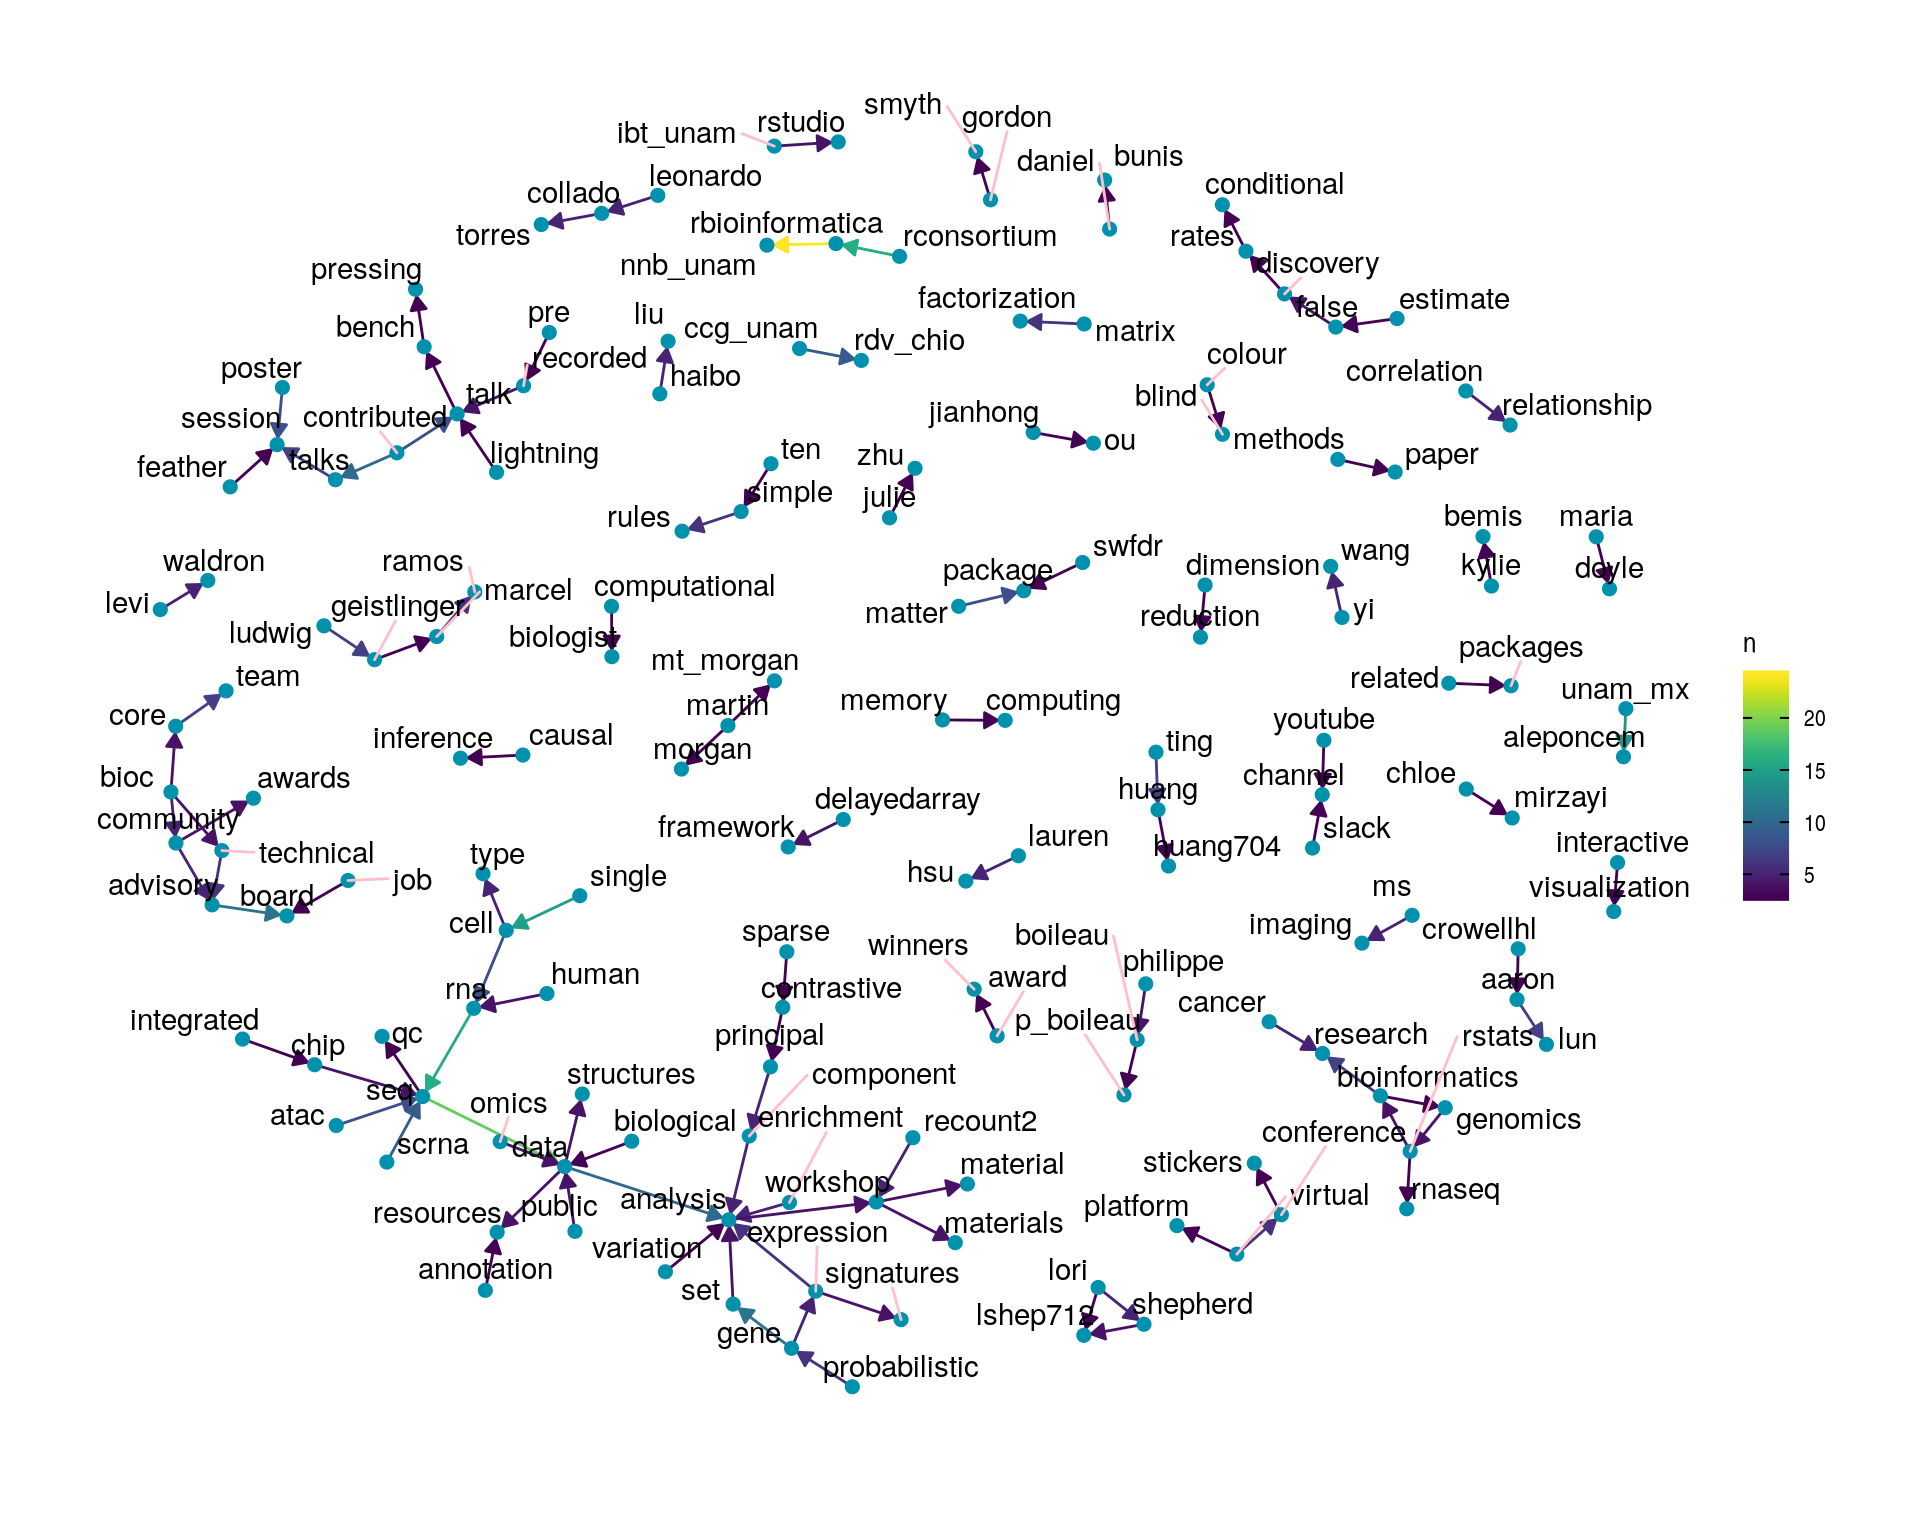 smyth
gordon
rstudio
ibt_unam
daniel
bunis
leonardo
collado
conditional
torres
rbioinformatica
rconsortium
rates
nnb_unam
discovery
pressing
factorization
false
estimate
bench
pre
liu
ccg_unam
rdv_chio
matrix
recorded
haibo
colour
correlation
poster
talk
blind
relationship
session
contributed
jianhong
ou
methods
paper
feather
talks
lightning
ten
zhu
simple
julie
rules
bemis
maria
waldron
ramos
swfdr
dimension
wang
package
kylie
doyle
levi
geistlinger
marcel
computational
matter
reduction
yi
ludwig
biologist
mt_morgan
packages
n
team
related
unam_mx
core
martin
memory
computing
youtube
inference
causal
morgan
ting
aleponcem
bioc
awards
huang
channel
chloe
mirzayi
community
framework
delayedarray
slack
20
15
10
5
technical
type
lauren
huang704
interactive
advisory
board
job
single
hsu
ms
visualization
cell
sparse
winners
boileau
imaging
crowellhl
rna
human
contrastive
award
philippe
aaron
integrated
chip
qc
principal
p_boileau
cancer
research
rstats
lun
seq
structures
component
bioinformatics
atac
omics
biological
enrichment
recount2
conference
genomics
scrna
data
workshop
material
stickers
resources
public
analysis
materials
platform
virtual
rnaseq
annotation
variation
expression
signatures
lori
set
lshep712
shepherd
gene
probabilistic